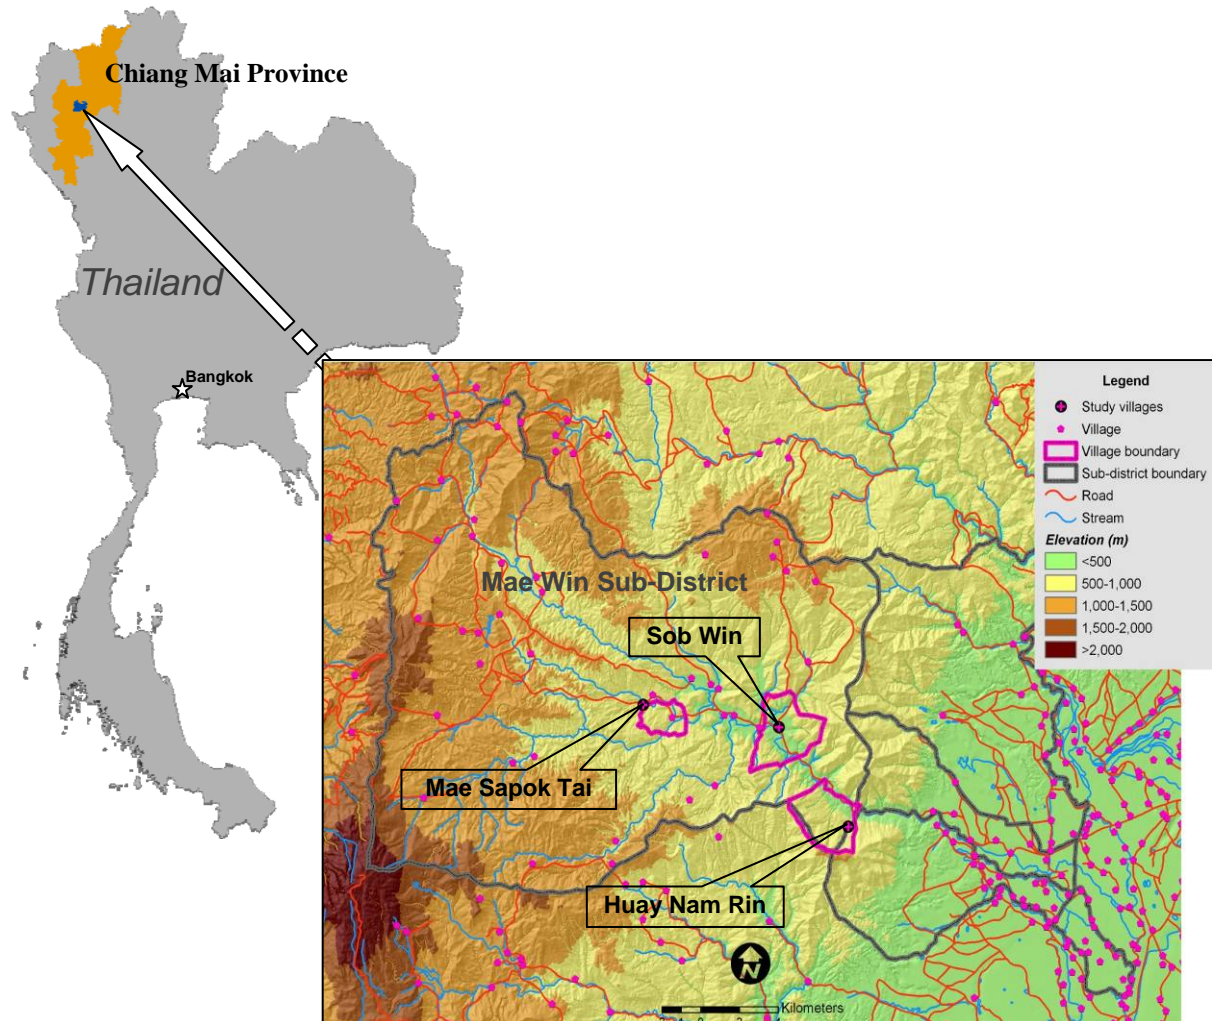 Chiang Mai Province
Thailand
Bangkok
Legend
Study villages
Village
Village boundary
Sub-district boundary
Road
Stream
Elevation (m)
<500
500-1,000
1,000-1,500
1,500-2,000
>2,000
Mae Win Sub-District
Sob Win
Mae Sapok Tai
Huay Nam Rin
N
Kilometers